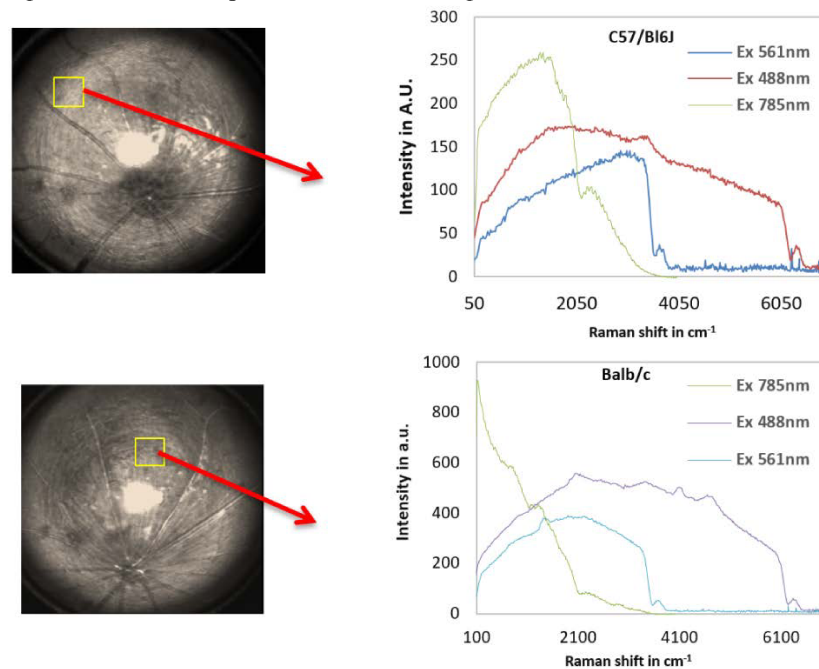 C57/Bl6J
Ex 561nm
Ex 488nm
Ex 785nm
Intensity in A.U.
300
250
200
150
100
50
0
50 2050 4050 6050
Raman shift in cm-1
Balb/c
Ex 785nm
Ex 488nm
Ex 561nm
Intensity in a.u.
1000
800
600
400
200
0
100 2100 4100 6100
Raman shift in cm-1